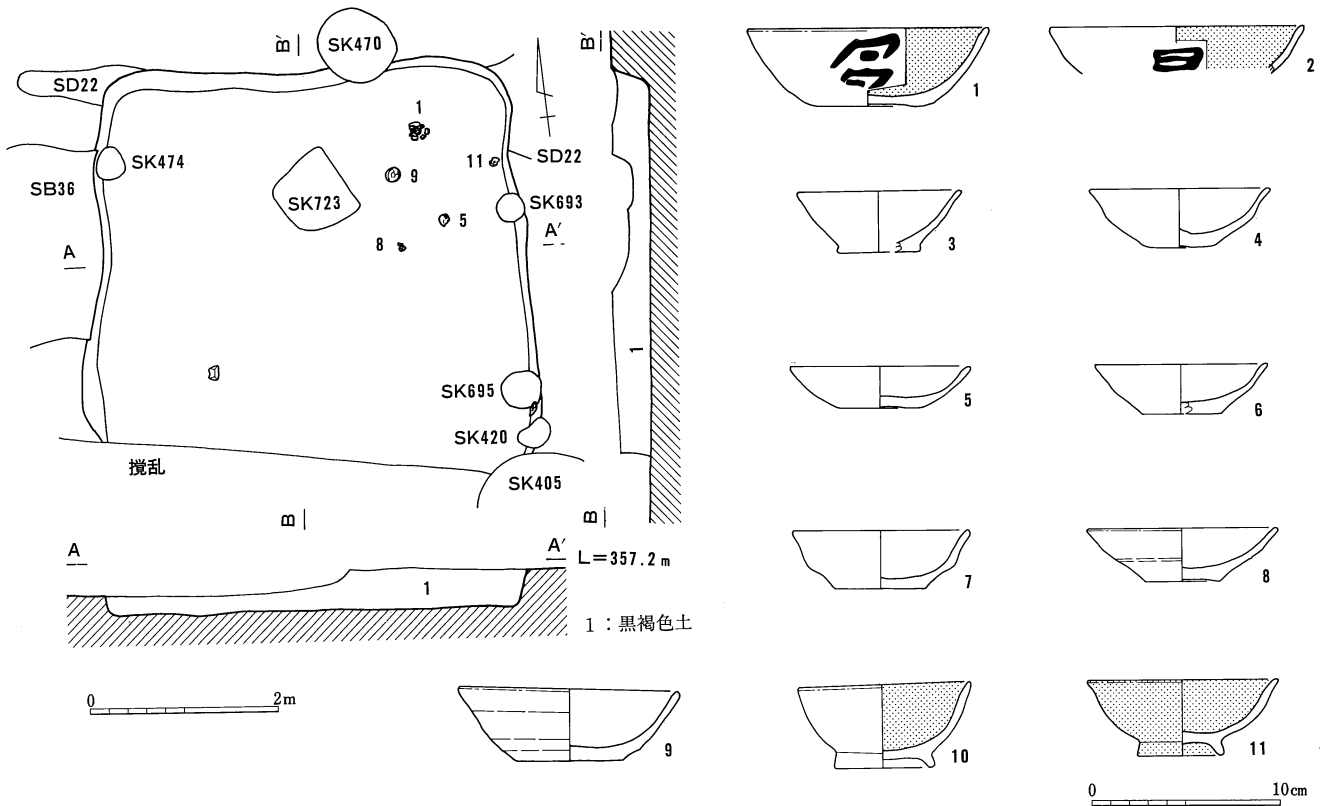 B B′
SK470
SD22
1
SK474
11
SD22
SB36
9
SK723
SK693
5
A A′
8
1
SK695
SK420
撹乱
SK405
B B
A A′ L=357.2m
1
1：黒褐色土
0 2m
1
2
3
4
5
6
7
8
9
10
11
0 10cm